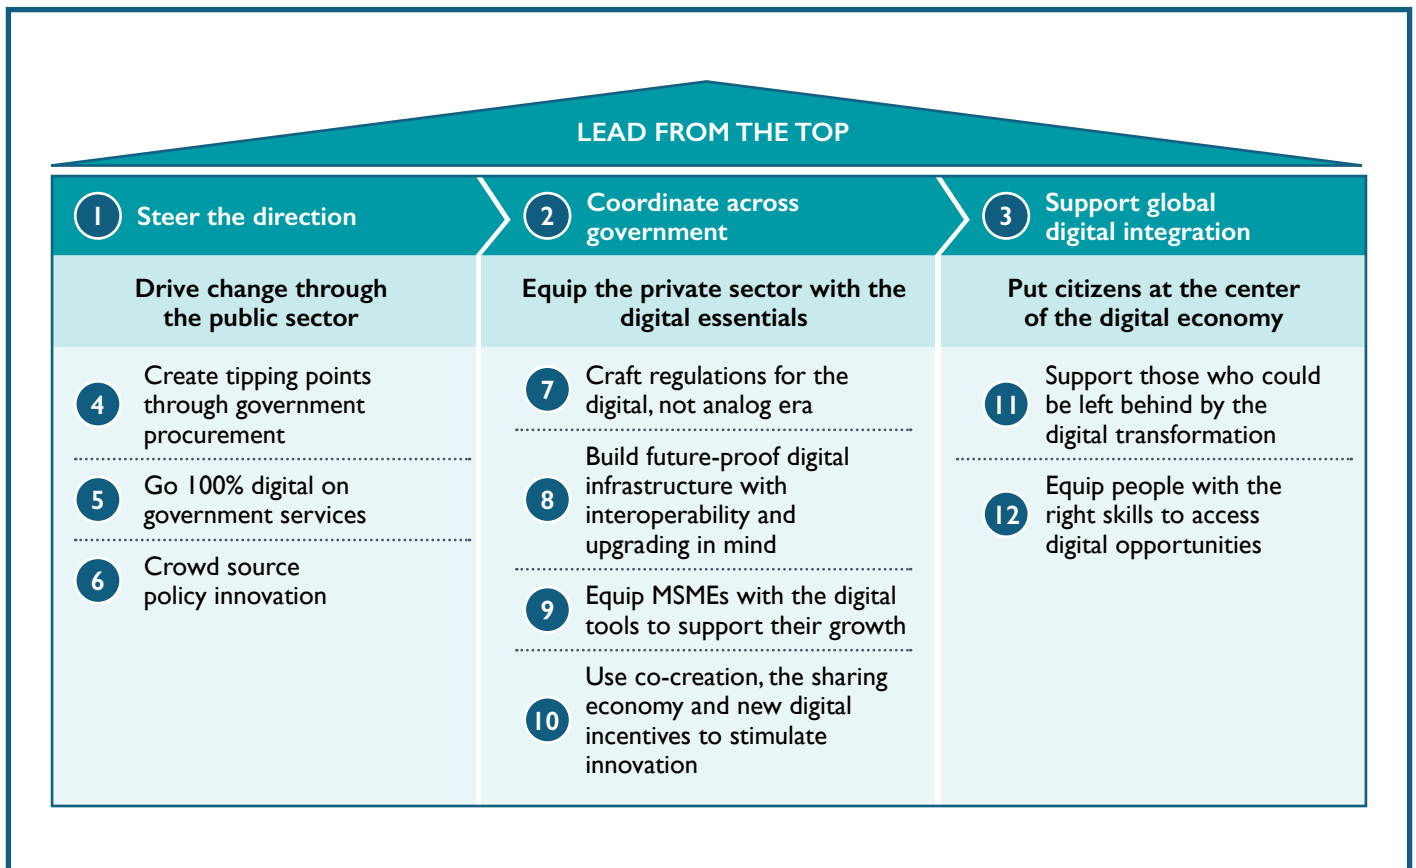 LEAD FROM THE TOP
1 Steer the direction
2 Coordinate across
government
3 Support global
digital integration
Drive change through
the public sector
4 Create tipping points
through government
procurement
5 Go 100% digital on
government services
6 Crowd source
policy innovation
Equip the private sector with the
digital essentials
7 Craft regulations for the
digital, not analog era
8 Build future-proof digital
infrastructure with
interoperability and
upgrading in mind
9 Equip MSMEs with the digital
tools to support their growth
10 Use co-creation, the sharing
economy and new digital
incentives to stimulate
innovation
Put citizens at the center
of the digital economy
11 Support those who could
be left behind by the
digital transformation
12 Equip people with the
right skills to access
digital opportunities